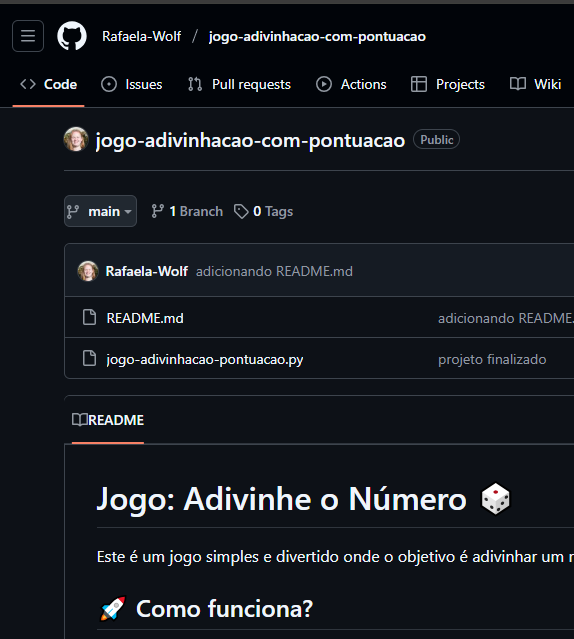 Rafaela-Wolf / jogo-adivinhacao-com-pontuacao
Code Issues Pull requests Actions Projects Wiki
jogo-adivinhacao-com-pontuacao Public
main 1 Branch 0 Tags
Rafaela-Wolf adicionando README.md
README.md adicionando README.
jogo-adivinhacao-pontuacao.py projeto finalizado
README
Jogo: Adivinhe o Número 🎲
Este é um jogo simples e divertido onde o objetivo é adivinhar um
🚀 Como funciona?